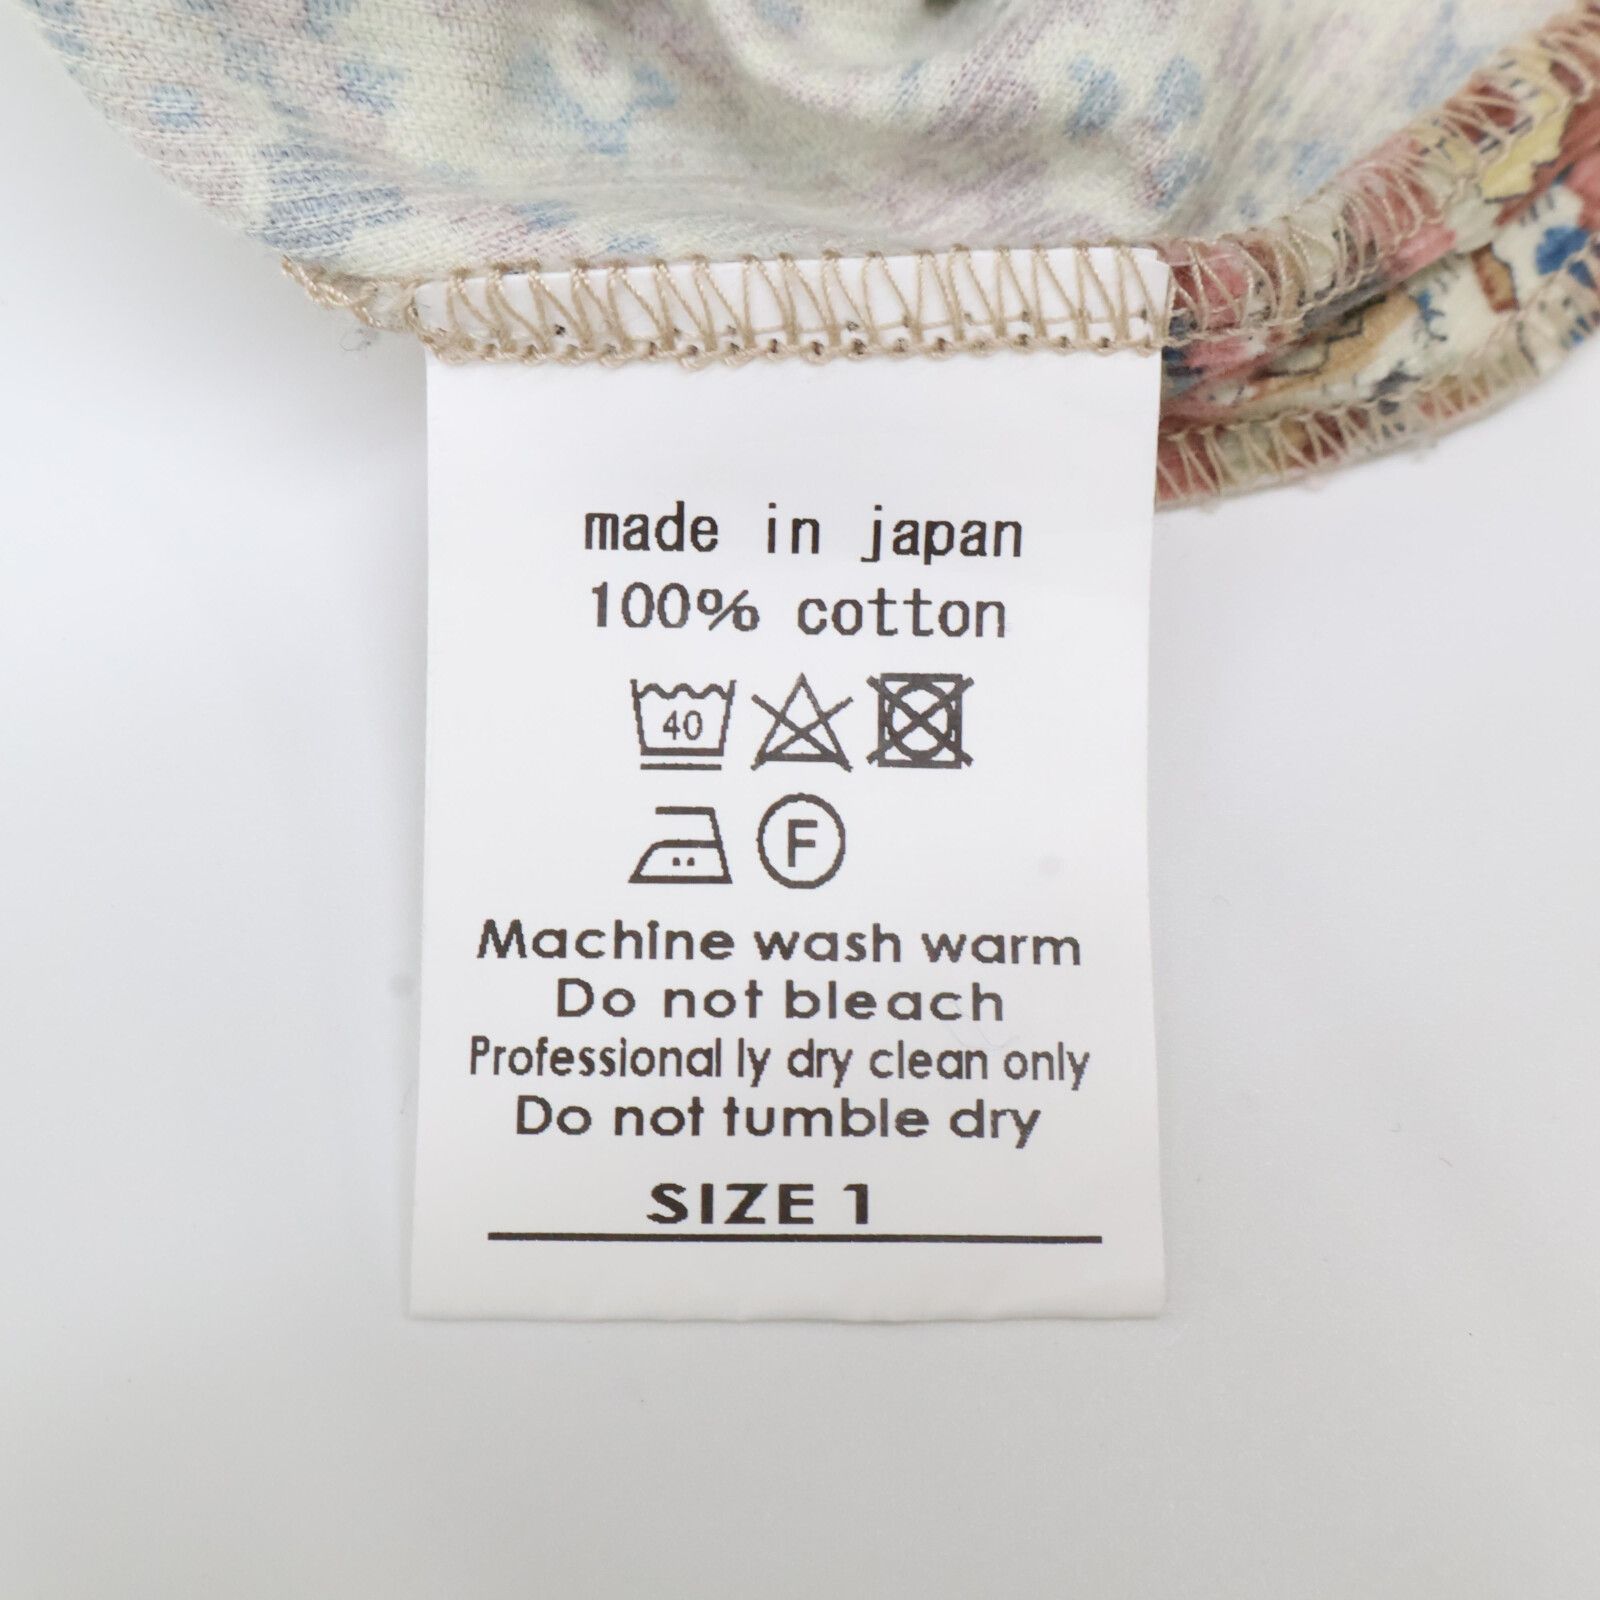 made in japan
100% cotton
40
F
Machine wash warm
Do not bleach
Professional ly dry clean only
Do not tumble dry
SIZE 1